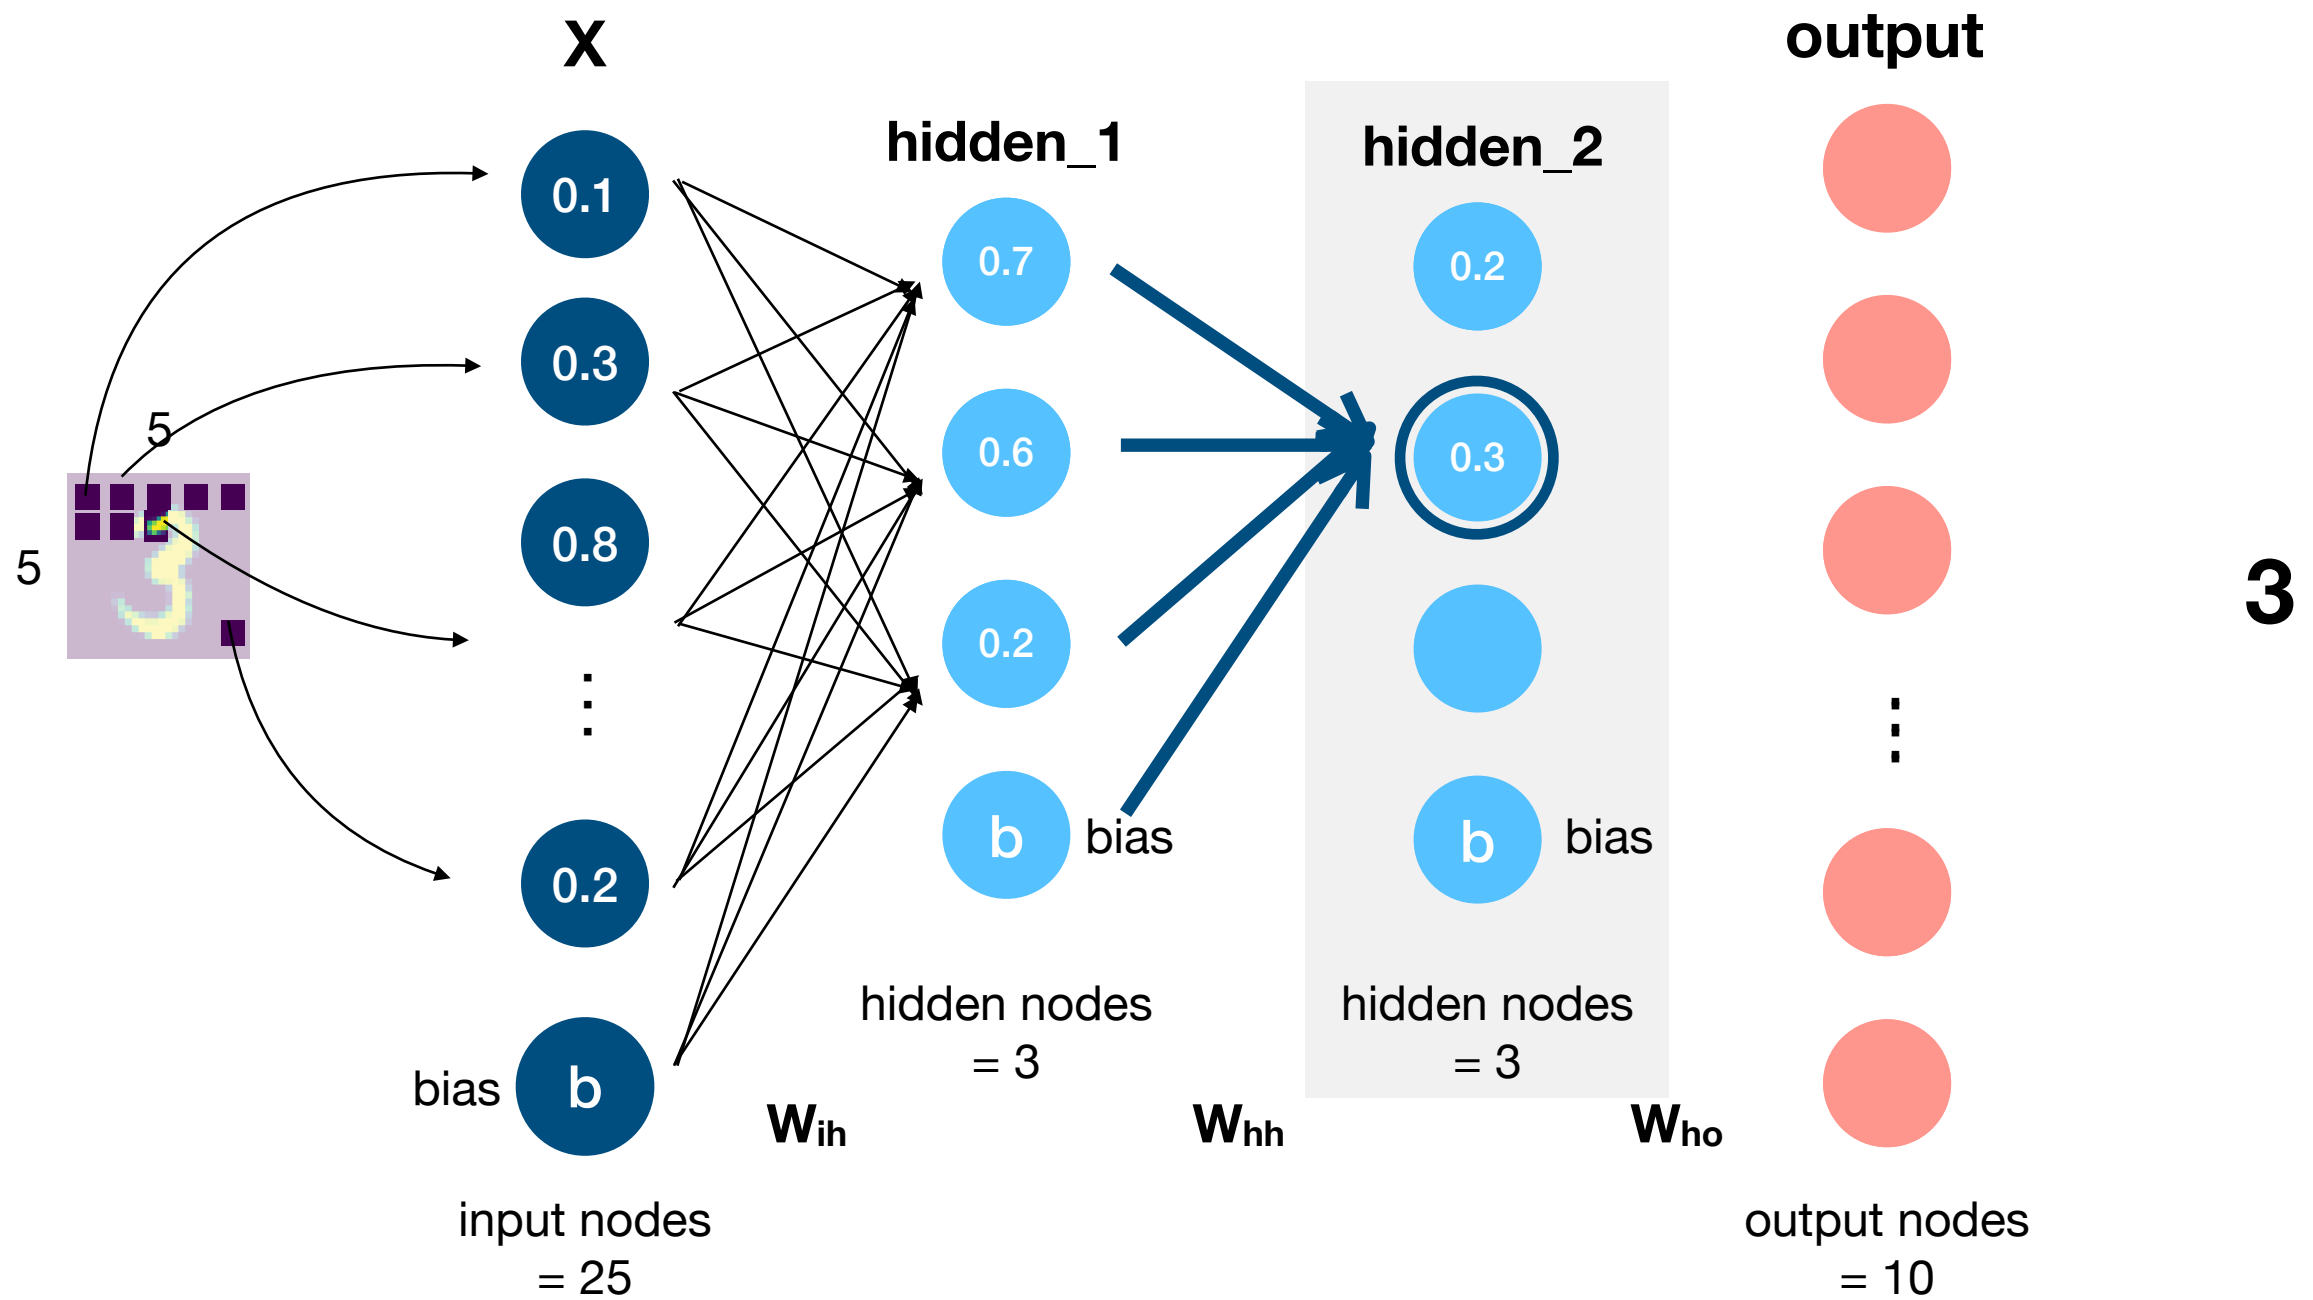 X
output
hidden_1
hidden_2
0.1
0.3
0.8
⋮
0.2
b
bias
5
5
0.7
0.6
0.2
b
bias
0.2
0.3
b
bias
⋮
3
hidden nodes
= 3
hidden nodes
= 3
Wih
Whh
Who
input nodes
= 25
output nodes
= 10